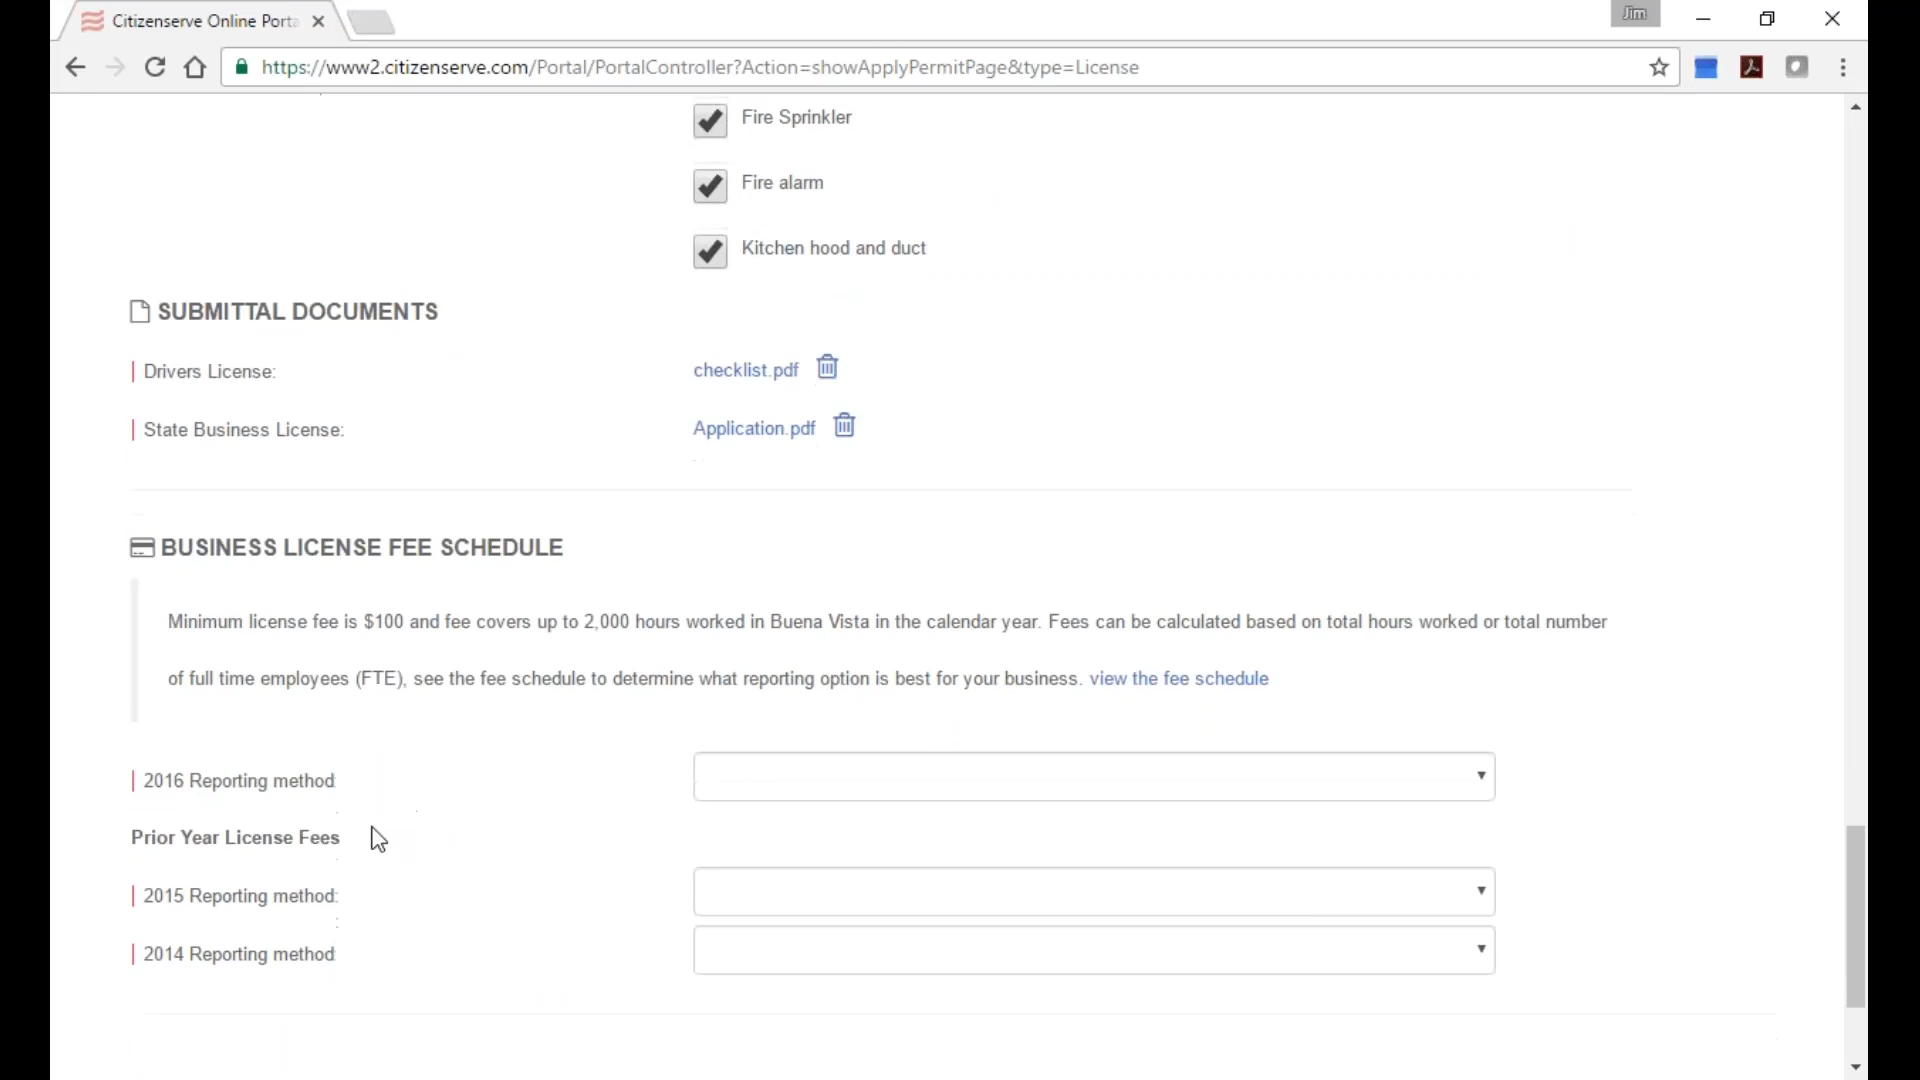 Citizenserve Online Porta
Jim
https://www2.citizenserve.com/Portal/PortalController?Action=showApplyPermitPage&type=License
Fire Sprinkler
Fire alarm
Kitchen hood and duct
SUBMITTAL DOCUMENTS
Drivers License:
checklist.pdf
State Business License:
Application.pdf
BUSINESS LICENSE FEE SCHEDULE
Minimum license fee is $100 and fee covers up to 2,000 hours worked in Buena Vista in the calendar year. Fees can be calculated based on total hours worked or total number
of full time employees (FTE), see the fee schedule to determine what reporting option is best for your business. view the fee schedule
2016 Reporting method
Prior Year License Fees
2015 Reporting method:
2014 Reporting method